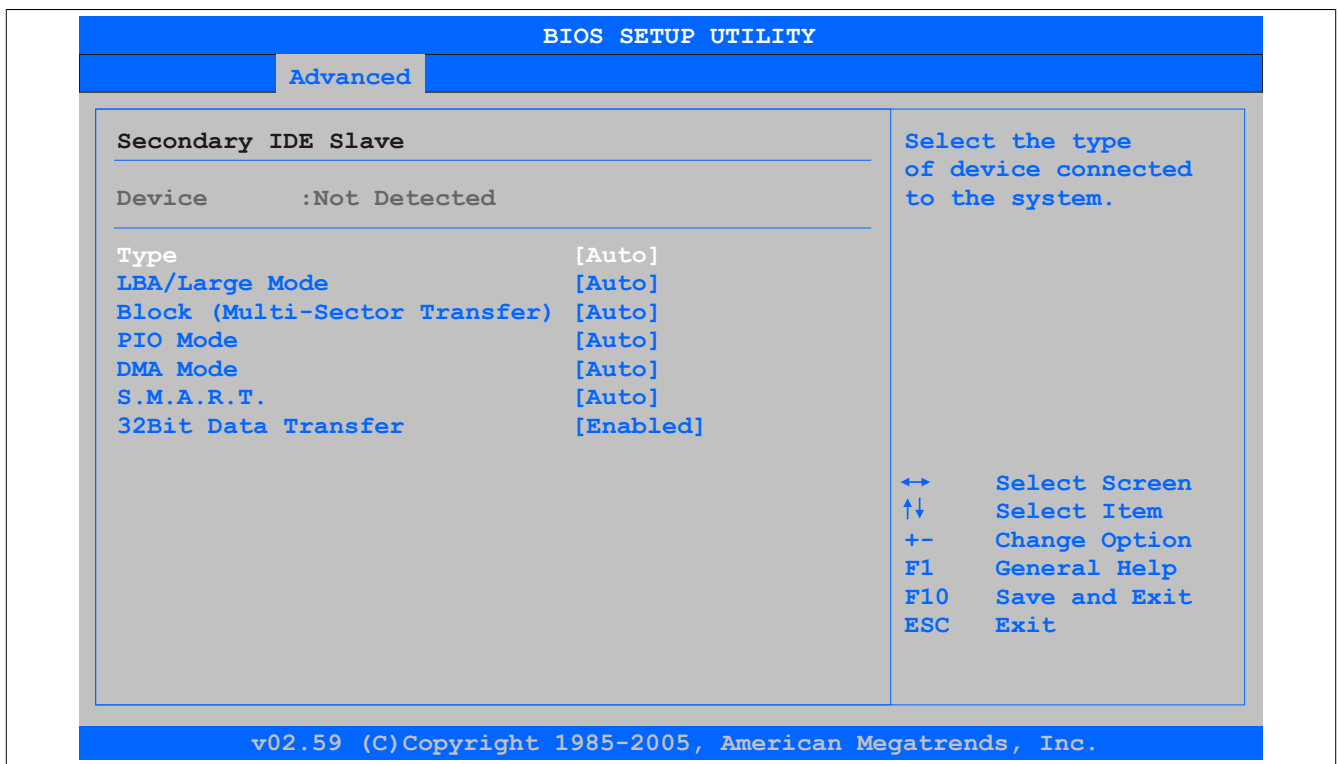 BIOS SETUP UTILITY
Advanced
Secondary IDE Slave
Device :Not Detected
Type [Auto]
LBA/Large Mode [Auto]
Block (Multi-Sector Transfer) [Auto]
PIO Mode [Auto]
DMA Mode [Auto]
S.M.A.R.T. [Auto]
32Bit Data Transfer [Enabled]
Select the type
of device connected
to the system.
↔ Select Screen
↑↓ Select Item
+- Change Option
F1 General Help
F10 Save and Exit
ESC Exit
v02.59 (C)Copyright 1985-2005, American Megatrends, Inc.